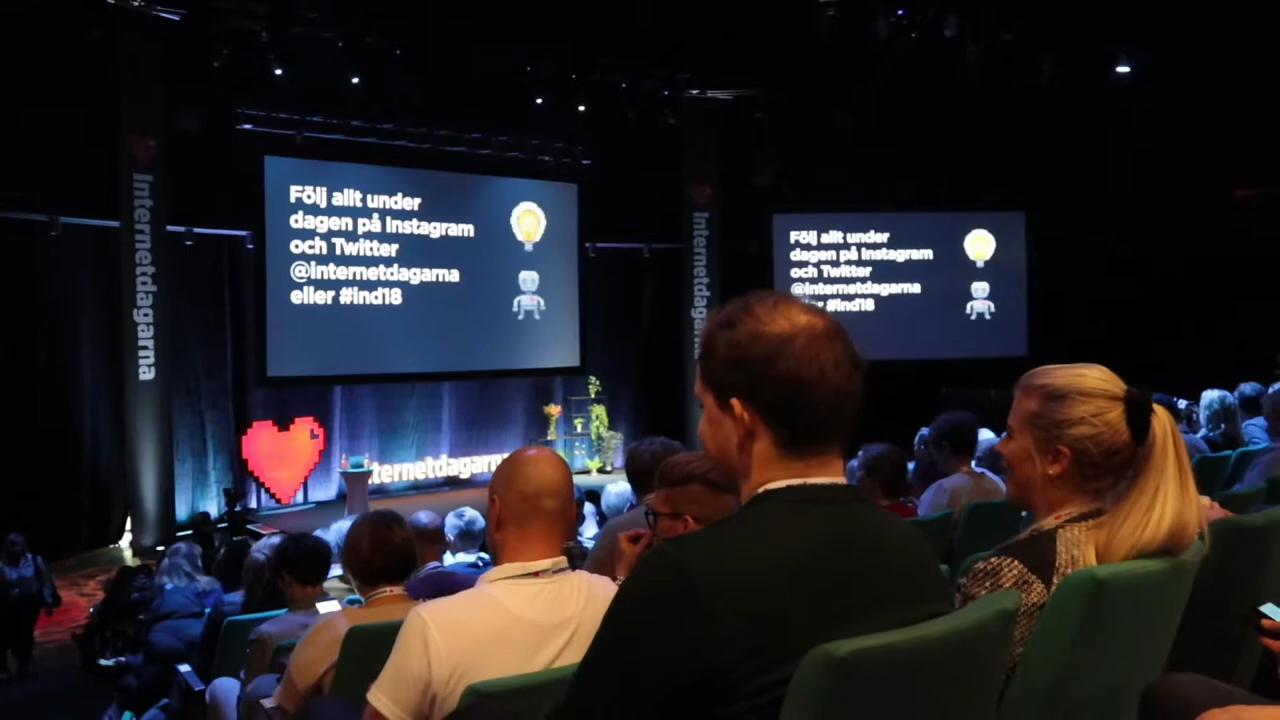 Internetdagarna
Följ allt under
dagen på Instagram
och Twitter
@internetdagarna
eller #ind18
nternetdagarna
Internetdagarna
Följ allt under
dagen på Instagram
och Twitter
@internetdagarna
#ind18